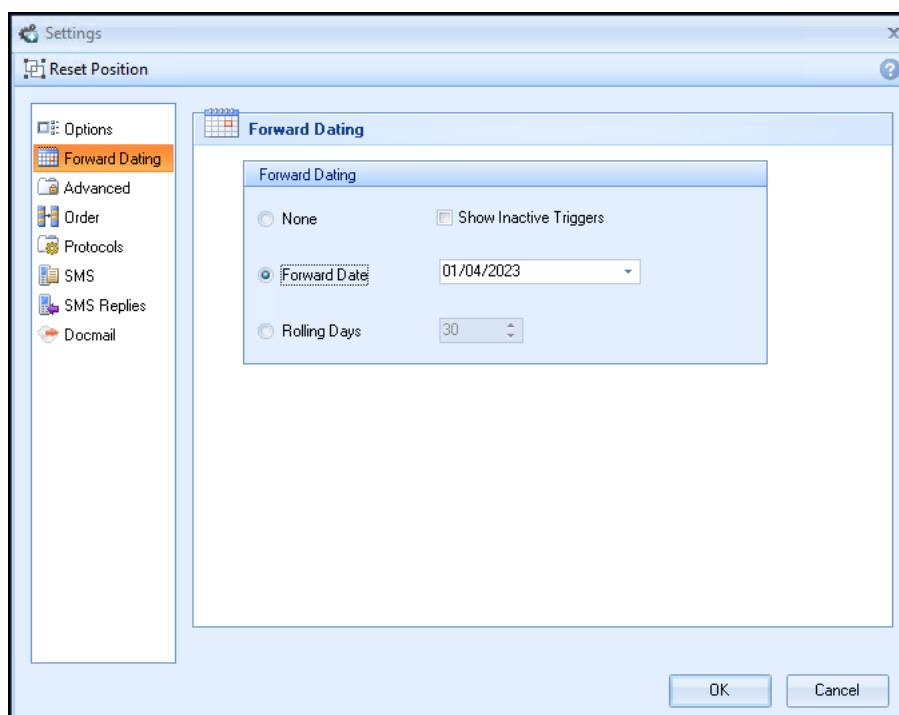 Settings
Reset Position
Options
Forward Dating
Advanced
Order
Protocols
SMS
SMS Replies
Docmail
Forward Dating
Forward Dating
None
Show Inactive Triggers
Forward Date
01/04/2023
Rolling Days
30
OK
Cancel